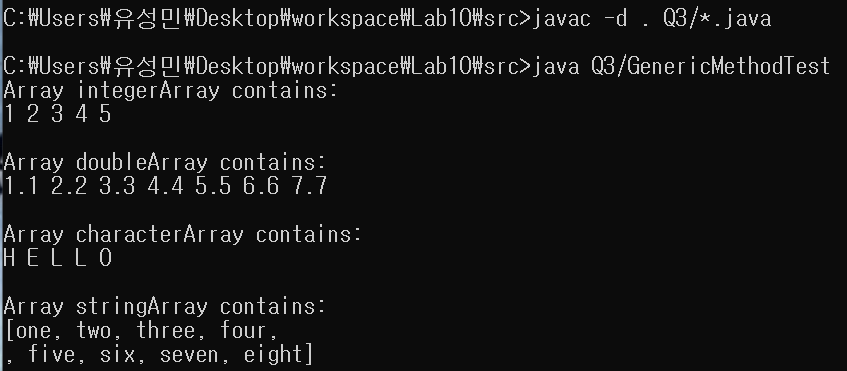 C:₩Users₩유성민₩Desktop₩workspace₩Lab10₩src>javac -d . Q3/*.java
C:₩Users₩유성민₩Desktop₩workspace₩Lab10₩src>java Q3/GenericMethodTest
Array integerArray contains:
1 2 3 4 5
Array doubleArray contains:
1.1 2.2 3.3 4.4 5.5 6.6 7.7
Array characterArray contains:
H E L L O
Array stringArray contains:
[one, two, three, four,
, five, six, seven, eight]